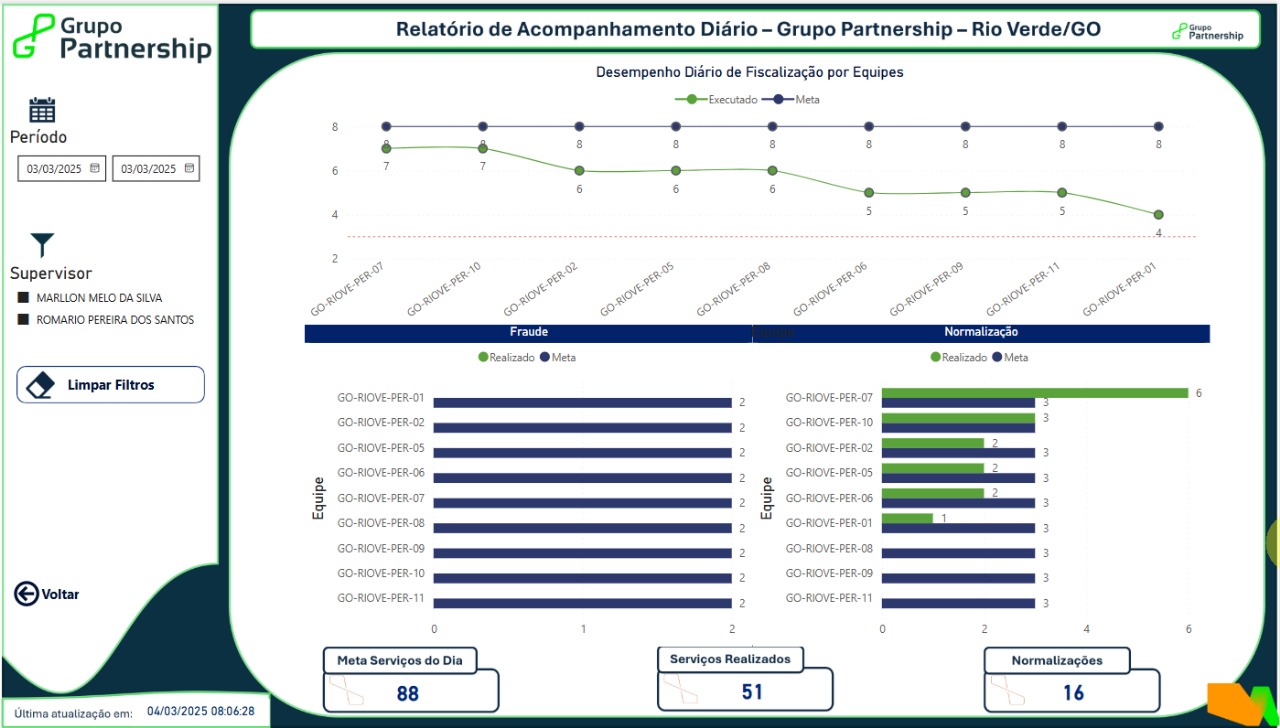 Grupo
Partnership
Relatório de Acompanhamento Diário – Grupo Partnership – Rio Verde/GO
Grupo
Partnership
Período
03/03/2025 03/03/2025
Supervisor
MARLLON MELO DA SILVA
ROMARIO PEREIRA DOS SANTOS
Limpar Filtros
Voltar
Última atualização em: 04/03/2025 08:06:28
Desempenho Diário de Fiscalização por Equipes
Executado Meta
8
8 8 8 8 8 8 8 8 8
7 7 6 6 6 5 5 5 4
6
4
2
GO-RIOVE-PER-07 GO-RIOVE-PER-10 GO-RIOVE-PER-02 GO-RIOVE-PER-05 GO-RIOVE-PER-08 GO-RIOVE-PER-06 GO-RIOVE-PER-09 GO-RIOVE-PER-11 GO-RIOVE-PER-01
Fraude
Realizado Meta
Equipe
GO-RIOVE-PER-01 2
GO-RIOVE-PER-02 2
GO-RIOVE-PER-05 2
GO-RIOVE-PER-06 2
GO-RIOVE-PER-07 2
GO-RIOVE-PER-08 2
GO-RIOVE-PER-09 2
GO-RIOVE-PER-10 2
GO-RIOVE-PER-11 2
0 1 2
Normalização
Realizado Meta
Equipe
GO-RIOVE-PER-07 6 3
GO-RIOVE-PER-10 3
GO-RIOVE-PER-02 2 3
GO-RIOVE-PER-05 2 3
GO-RIOVE-PER-06 2 3
GO-RIOVE-PER-01 1 3
GO-RIOVE-PER-08 3
GO-RIOVE-PER-09 3
GO-RIOVE-PER-11 3
0 2 4 6
Meta Serviços do Dia
88
Serviços Realizados
51
Normalizações
16